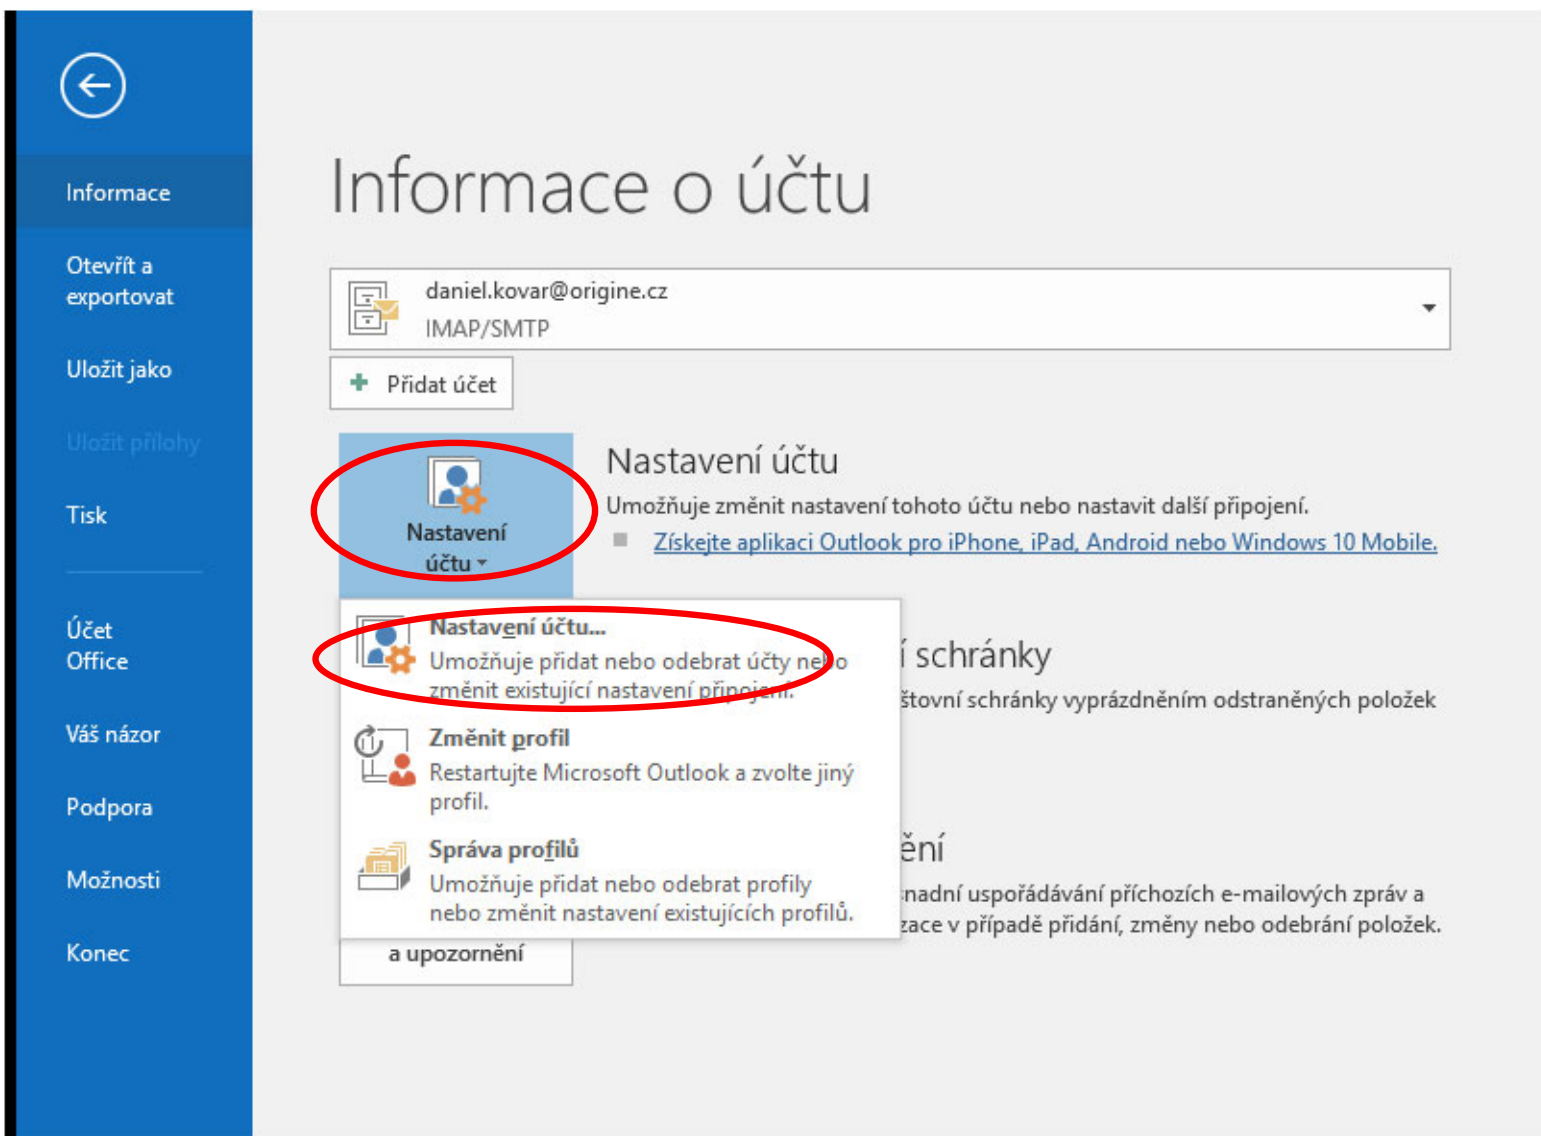 Informace
Otevřít a
exportovat
Uložit jako
Uložit přílohy
Tisk
Účet
Office
Váš názor
Podpora
Možnosti
Konec
Informace o účtu
daniel.kovar@origine.cz
IMAP/SMTP
Přidat účet
Nastavení
účtu
Nastavení účtu
Umožňuje změnit nastavení tohoto účtu nebo nastavit další připojení.
Získejte aplikaci Outlook pro iPhone, iPad, Android nebo Windows 10 Mobile.
Nastavení účtu...
Umožňuje přidat nebo odebrat účty nebo
změnit existující nastavení připojení.
Změnit profil
Restartujte Microsoft Outlook a zvolte jiný
profil.
Správa profilů
Umožňuje přidat nebo odebrat profily
nebo změnit nastavení existujících profilů.
í schránky
štovní schránky vyprázdněním odstraněných položek
ění
nadní uspořádávání příchozích e-mailových zpráv a
zace v případě přidání, změny nebo odebrání položek.
a upozornění